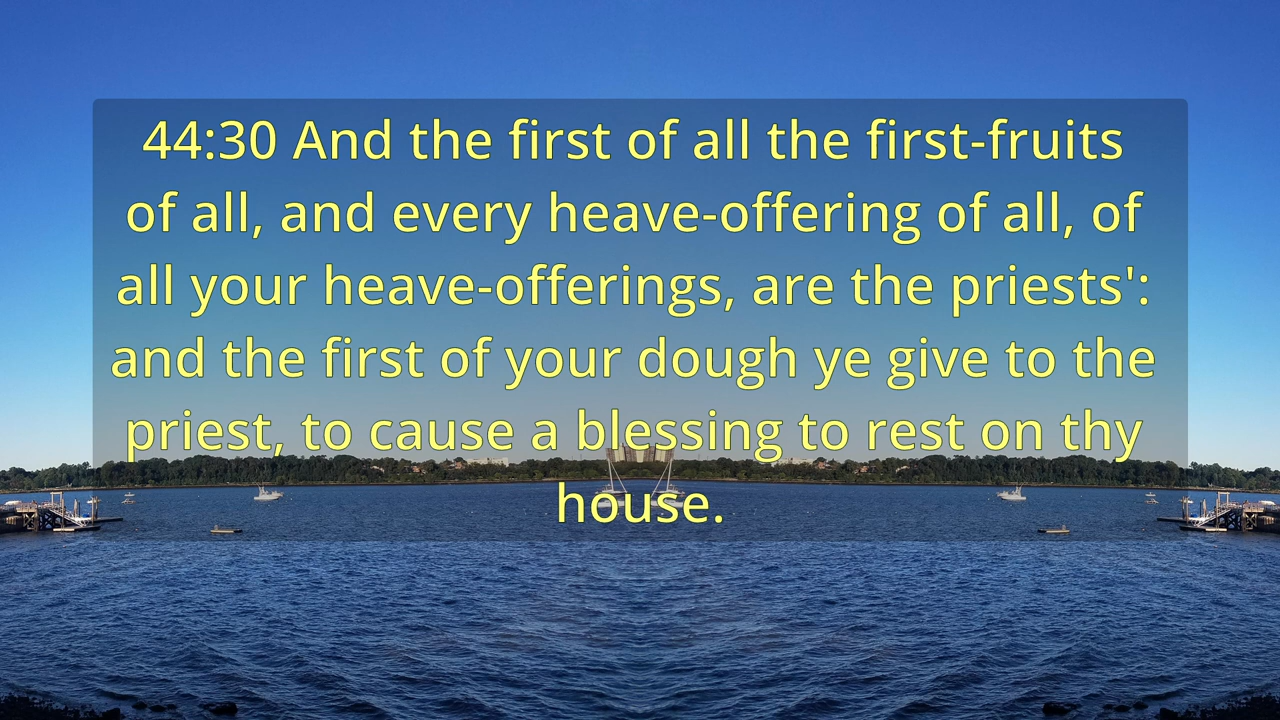 44:30 And the first of all the first-fruits
of all, and every heave-offering of all, of
all your heave-offerings, are the priests':
and the first of your dough ye give to the
priest, to cause a blessing to rest on thy
house.